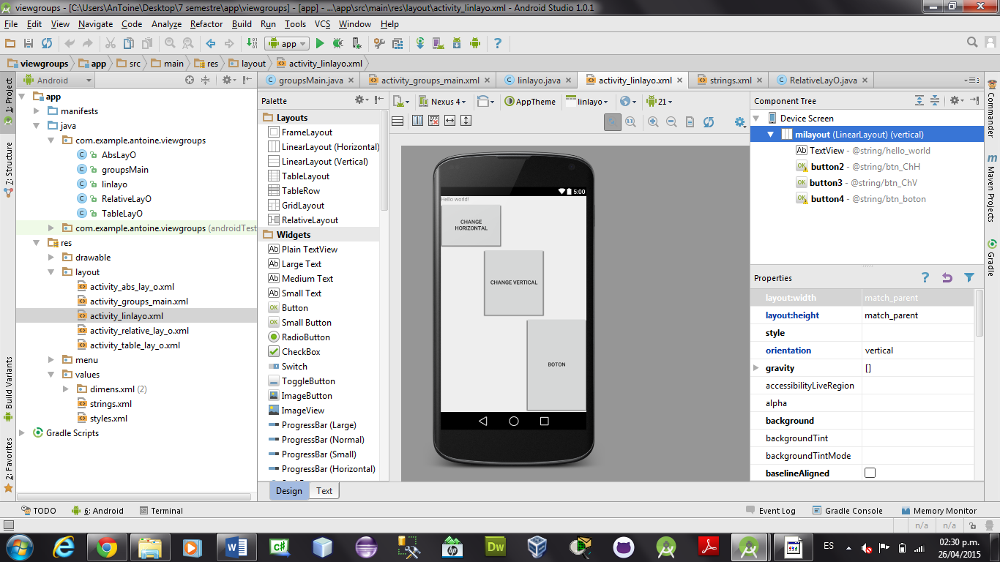 viewgroups - [C:\Users\AnToine\Desktop\7 semestre\app\viewgroups] - [app] - ...\app\src\main\res\layout\activity_linlayo.xml - Android Studio 1.0.1
File Edit View Navigate Code Analyze Refactor Build Run Tools VCS Window Help
app
viewgroups app src main res layout activity_linlayo.xml
Android
groupsMain.java activity_groups_main.xml linlayo.java activity_linlayo.xml strings.xml RelativeLayO.java
1: Project
7: Structure
Build Variants
2: Favorites
app
manifests
java
com.example.antoine.viewgroups
AbsLayO
groupsMain
linlayo
RelativeLayO
TableLayO
com.example.antoine.viewgroups (androidTest
res
drawable
layout
activity_abs_lay_o.xml
activity_groups_main.xml
activity_linlayo.xml
activity_relative_lay_o.xml
activity_table_lay_o.xml
menu
values
dimens.xml (2)
strings.xml
styles.xml
Gradle Scripts
Palette
Layouts
FrameLayout
LinearLayout (Horizontal)
LinearLayout (Vertical)
TableLayout
TableRow
GridLayout
RelativeLayout
Widgets
Plain TextView
Large Text
Medium Text
Small Text
Button
Small Button
RadioButton
CheckBox
Switch
ToggleButton
ImageButton
ImageView
ProgressBar (Large)
ProgressBar (Normal)
ProgressBar (Small)
ProgressBar (Horizontal)
Design Text
Nexus 4 AppTheme linlayo 21
5:00
Hello world!
CHANGE
HORIZONTAL
CHANGE VERTICAL
BOTON
Component Tree
Device Screen
milayout (LinearLayout) (vertical)
Ab TextView - @string/hello_world
OK button2 - @string/btn_ChH
OK button3 - @string/btn_ChV
OK button4 - @string/btn_boton
Properties
layout:width match_parent
layout:height match_parent
style
orientation vertical
gravity []
accessibilityLiveRegion
alpha
background
backgroundTint
backgroundTintMode
baselineAligned
Commander
Maven Projects
Gradle
TODO 6: Android Terminal Event Log Gradle Console Memory Monitor
n/a n/a
ES 02:30 p.m.
26/04/2015